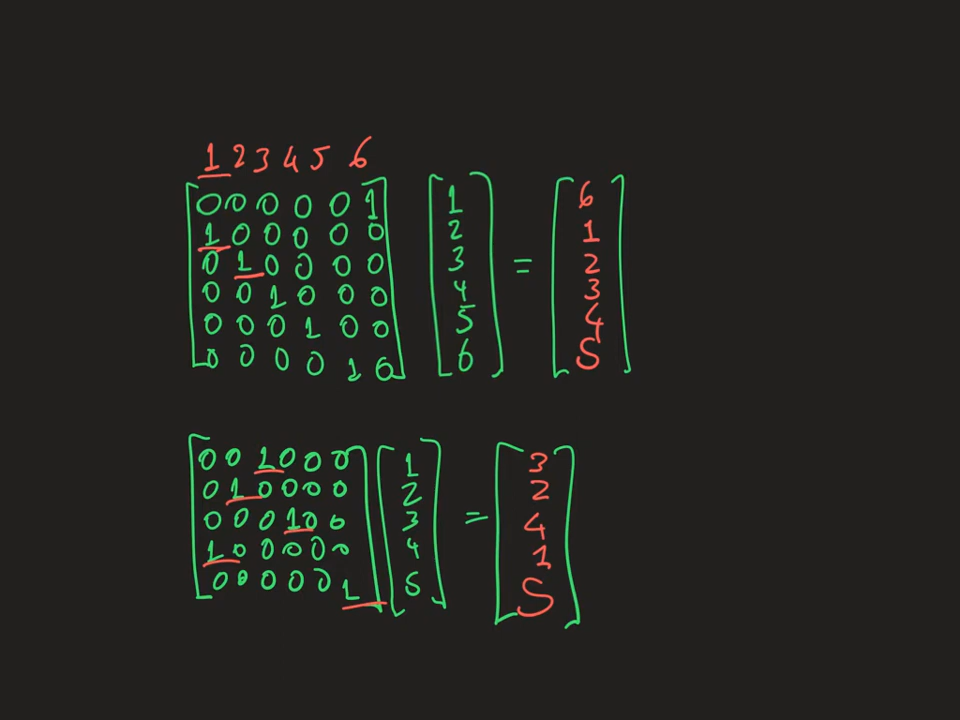 1 2 3 4 5 6
0 0 0 0 0 1 1 6
1 0 0 0 0 0 2 1
0 1 0 0 0 0 3 = 2
0 0 1 0 0 0 4 3
0 0 0 1 0 0 5 4
0 0 0 0 1 0 6 5
0 0 1 0 0 0 1 3
0 1 0 0 0 0 2 2
0 0 0 1 0 0 3 = 4
1 0 0 0 0 0 4 1
0 0 0 0 0 1 5 5